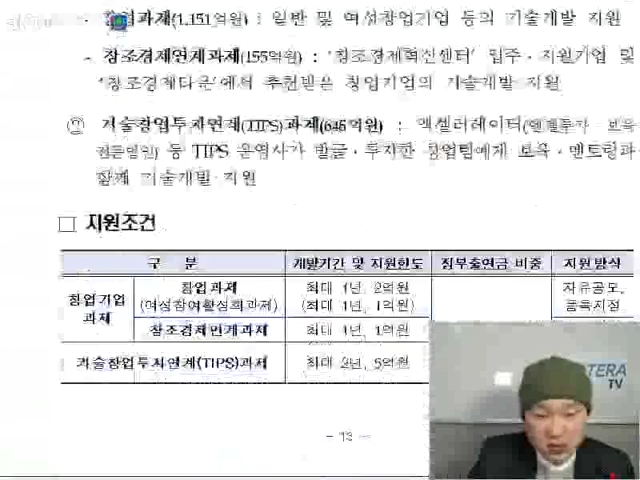 과제(1,151억원) : 일반 및 여성창업기업 등의 기술개발 지원
- 창조경제연계과제(155억원) : '창조경제혁신센터' 입주·지원기업 및
'창조경제타운'에서 추천받은 창업기업의 기술개발 지원
기술창업투자연계(TIPS)과제(646억원) : 액셀러레이터(엔젤투자 보육
전문법인) 등 TIPS 운영사가 발굴·투자한 창업팀에게 보육·멘토링과
함께 기술개발 지원
□ 지원조건
구 분 개발기간 및 지원한도 정부출연금 비중 지원방식
창업기업과제 창업과제 최대 1년, 2억원 자유공모,
(여성참여활성화과제) (최대 1년, 1억원) 품목지정
창조경제연계과제 최대 1년, 1억원
기술창업투자연계(TIPS)과제 최대 2년, 5억원
- 13 -
TERA
TV